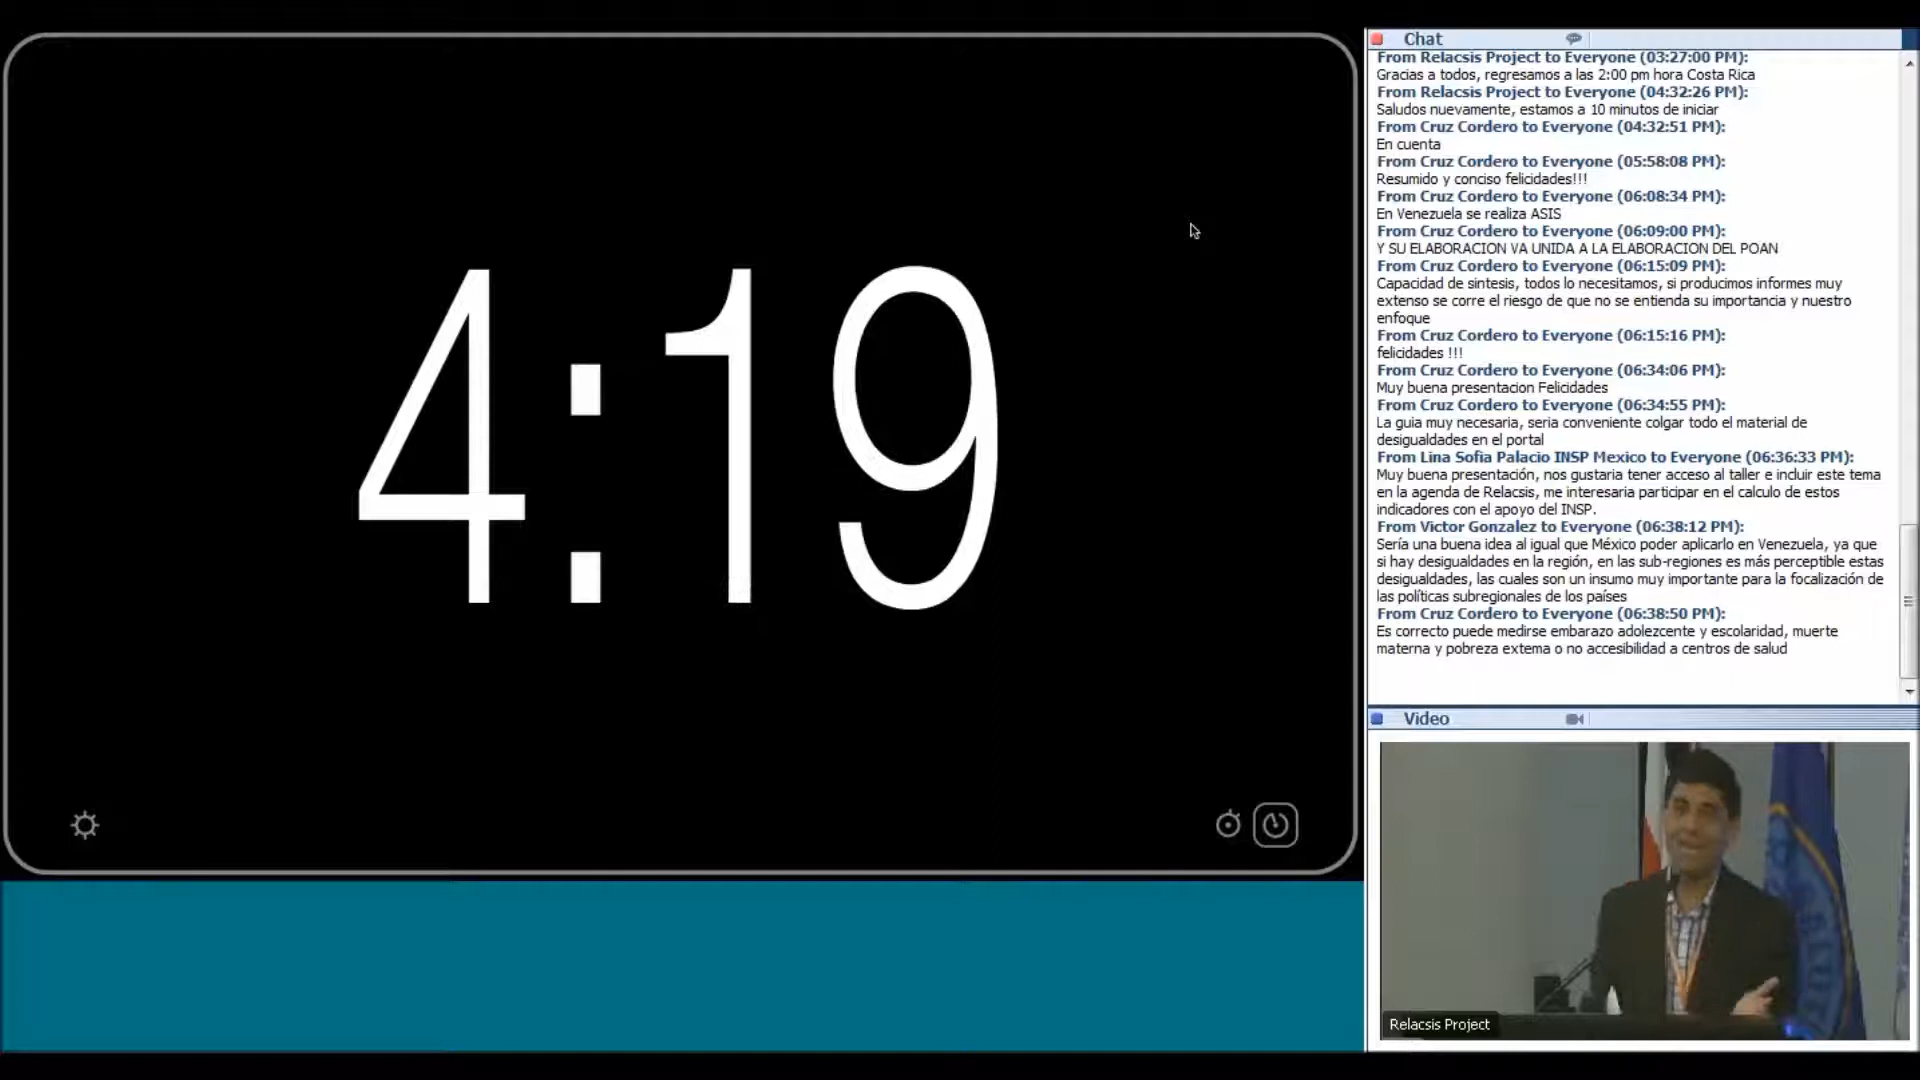 4:19
Chat
From Relacsis Project to Everyone (03:27:00 PM):
Gracias a todos, regresamos a las 2:00 pm hora Costa Rica
From Relacsis Project to Everyone (04:32:26 PM):
Saludos nuevamente, estamos a 10 minutos de iniciar
From Cruz Cordero to Everyone (04:32:51 PM):
En cuenta
From Cruz Cordero to Everyone (05:58:08 PM):
Resumido y conciso felicidades!!!
From Cruz Cordero to Everyone (06:08:34 PM):
En Venezuela se realiza ASIS
From Cruz Cordero to Everyone (06:09:00 PM):
Y SU ELABORACION VA UNIDA A LA ELABORACION DEL POAN
From Cruz Cordero to Everyone (06:15:09 PM):
Capacidad de sintesis, todos lo necesitamos, si producimos informes muy
extenso se corre el riesgo de que no se entienda su importancia y nuestro
enfoque
From Cruz Cordero to Everyone (06:15:16 PM):
felicidades !!!
From Cruz Cordero to Everyone (06:34:06 PM):
Muy buena presentacion Felicidades
From Cruz Cordero to Everyone (06:34:55 PM):
La guia muy necesaria, seria conveniente colgar todo el material de
desigualdades en el portal
From Lina Sofia Palacio INSP Mexico to Everyone (06:36:33 PM):
Muy buena presentación, nos gustaria tener acceso al taller e incluir este tema
en la agenda de Relacsis, me interesaria participar en el calculo de estos
indicadores con el apoyo del INSP.
From Victor Gonzalez to Everyone (06:38:12 PM):
Sería una buena idea al igual que México poder aplicarlo en Venezuela, ya que
si hay desigualdades en la región, en las sub-regiones es más perceptible estas
desigualdades, las cuales son un insumo muy importante para la focalización de
las políticas subregionales de los países
From Cruz Cordero to Everyone (06:38:50 PM):
Es correcto puede medirse embarazo adolezcente y escolaridad, muerte
materna y pobreza extema o no accesibilidad a centros de salud
Video
Relacsis Project